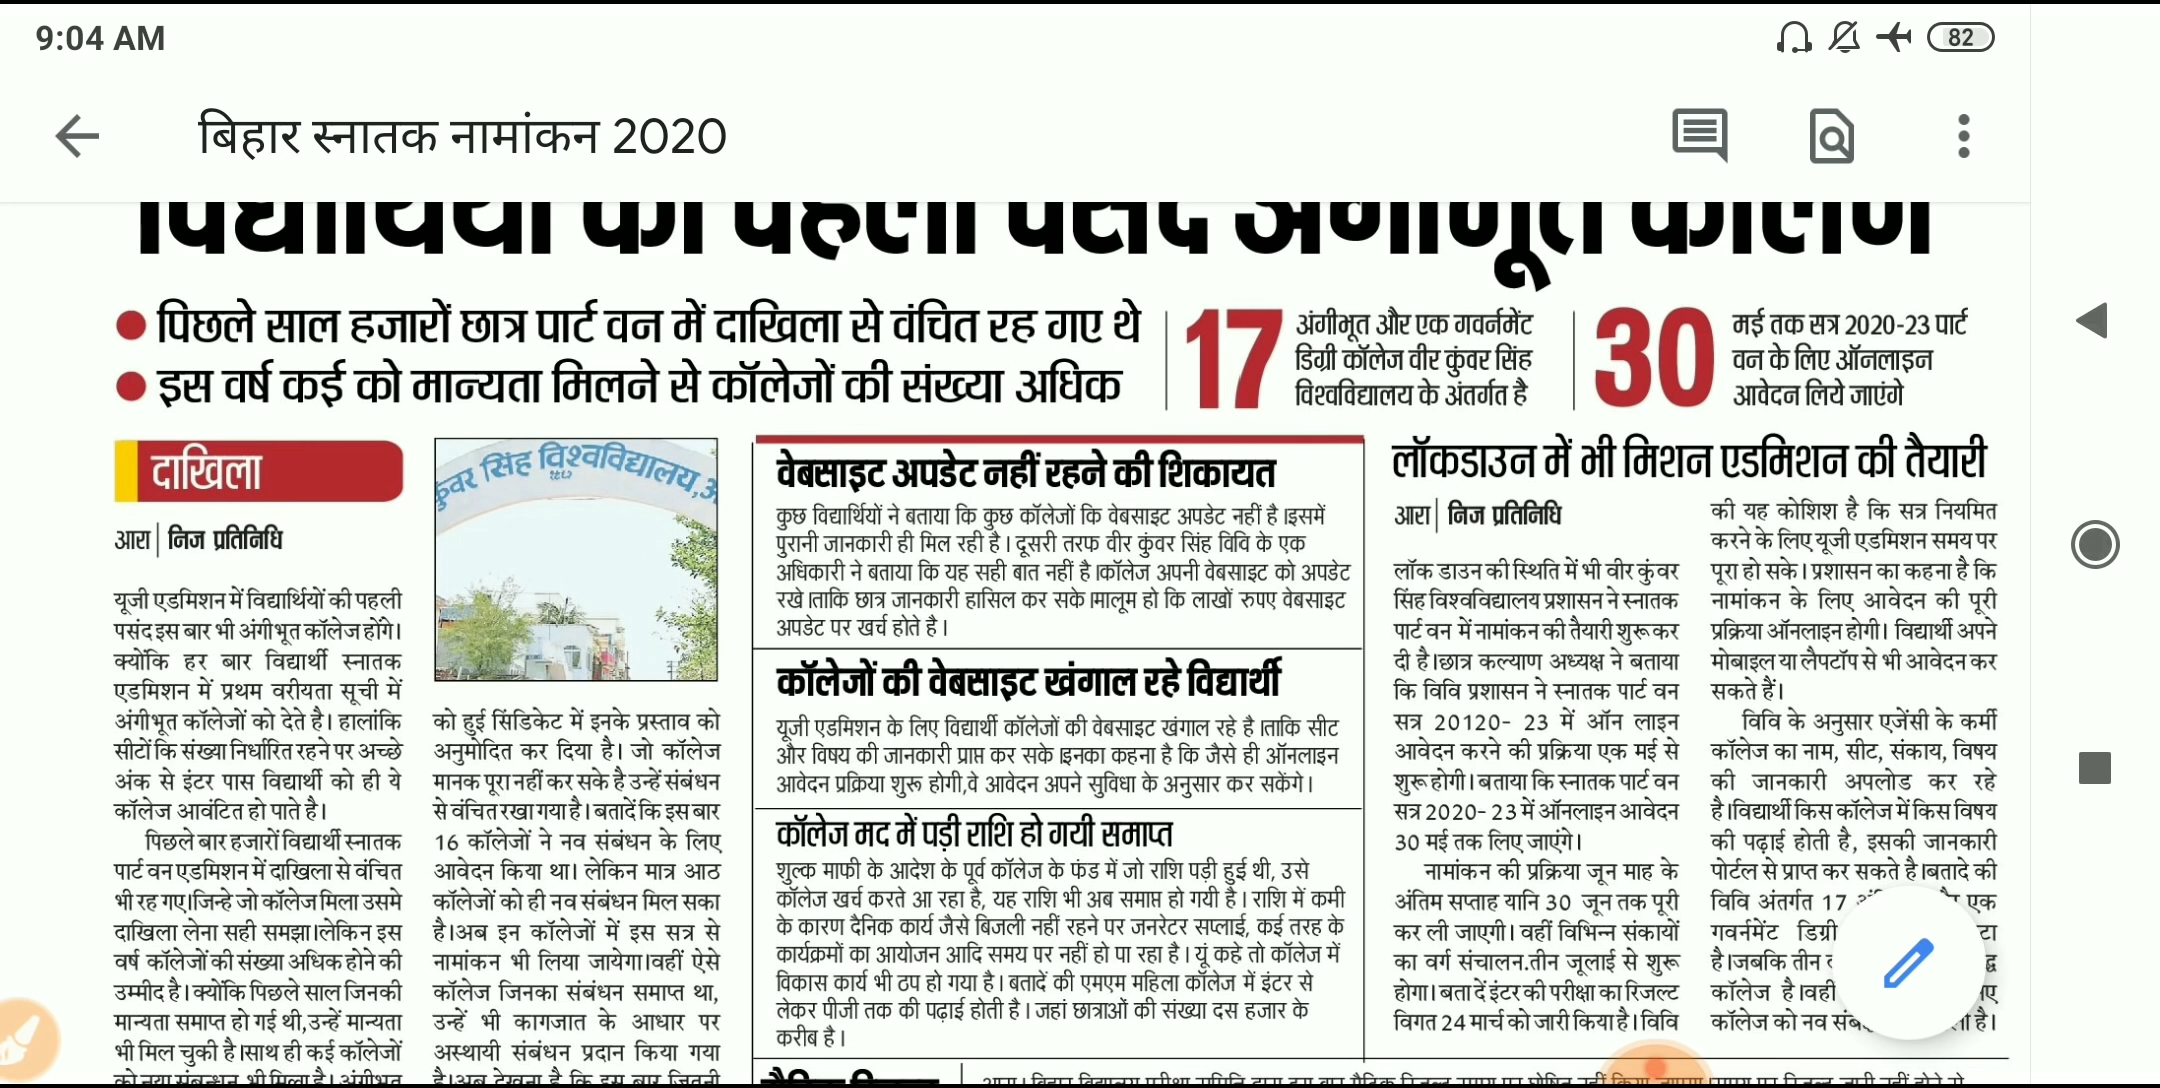 9:04 AM
82
बिहार स्नातक नामांकन 2020
विद्यार्थियों की पहली पसंद अंगीभूत कॉलेज
पिछले साल हजारों छात्र पार्ट वन में दाखिला से वंचित रह गए थे
इस वर्ष कई को मान्यता मिलने से कॉलेजों की संख्या अधिक
17
अंगीभूत और एक गवर्नमेंट
डिग्री कॉलेज वीर कुंवर सिंह
विश्वविद्यालय के अंतर्गत है
30
मई तक सत्र 2020-23 पार्ट
वन के लिए ऑनलाइन
आवेदन लिये जाएंगे
दाखिला
आरा| निज प्रतिनिधि
यूजी एडमिशन में विद्यार्थियों की पहली
पसंद इस बार भी अंगीभूत कॉलेज होंगे।
क्योंकि हर बार विद्यार्थी स्नातक
एडमिशन में प्रथम वरीयता सूची में
अंगीभूत कॉलेजों को देते है। हालांकि
सीटों कि संख्या निर्धारित रहने पर अच्छे
अंक से इंटर पास विद्यार्थी को ही ये
कॉलेज आवंटित हो पाते है।
पिछले बार हजारों विद्यार्थी स्नातक
पार्ट वन एडमिशन में दाखिला से वंचित
भी रह गए।जिन्हे जो कॉलेज मिला उसमे
दाखिला लेना सही समझा।लेकिन इस
वर्ष कॉलेजों की संख्या अधिक होने की
उम्मीद है। क्योंकि पिछले साल जिनकी
मान्यता समाप्त हो गई थी,उन्हें मान्यता
भी मिल चुकी है।साथ ही कई कॉलेजों
को नया संबन्धन भी मिला है। अंगीभूत
कुंवर सिंह विश्वविद्यालय,
को हुई सिंडिकेट में इनके प्रस्ताव को
अनुमोदित कर दिया है। जो कॉलेज
मानक पूरा नहीं कर सके है उन्हें संबंधन
से वंचित रखा गया है। बतादें कि इस बार
16 कॉलेजों ने नव संबंधन के लिए
आवेदन किया था। लेकिन मात्र आठ
कॉलेजों को ही नव संबंधन मिल सका
है।अब इन कॉलेजों में इस सत्र से
नामांकन भी लिया जायेगा।वहीं ऐसे
कॉलेज जिनका संबंधन समाप्त था,
उन्हें भी कागजात के आधार पर
अस्थायी संबंधन प्रदान किया गया
है।अब देखना है कि इस बार जितनी
वेबसाइट अपडेट नहीं रहने की शिकायत
कुछ विद्यार्थियों ने बताया कि कुछ कॉलेजों कि वेबसाइट अपडेट नहीं है।इसमें
पुरानी जानकारी ही मिल रही है। दूसरी तरफ वीर कुंवर सिंह विवि के एक
अधिकारी ने बताया कि यह सही बात नहीं है।कॉलेज अपनी वेबसाइट को अपडेट
रखे।ताकि छात्र जानकारी हासिल कर सके।मालूम हो कि लाखों रुपए वेबसाइट
अपडेट पर खर्च होते है।
कॉलेजों की वेबसाइट खंगाल रहे विद्यार्थी
यूजी एडमिशन के लिए विद्यार्थी कॉलेजों की वेबसाइट खंगाल रहे है।ताकि सीट
और विषय की जानकारी प्राप्त कर सके।इनका कहना है कि जैसे ही ऑनलाइन
आवेदन प्रक्रिया शुरू होगी,वे आवेदन अपने सुविधा के अनुसार कर सकेंगे।
कॉलेज मद में पड़ी राशि हो गयी समाप्त
शुल्क माफी के आदेश के पूर्व कॉलेज के फंड में जो राशि पड़ी हुई थी, उसे
कॉलेज खर्च करते आ रहा है, यह राशि भी अब समाप्त हो गयी है। राशि में कमी
के कारण दैनिक कार्य जैसे बिजली नहीं रहने पर जनरेटर सप्लाई, कई तरह के
कार्यक्रमों का आयोजन आदि समय पर नहीं हो पा रहा है। यूं कहे तो कॉलेज में
विकास कार्य भी ठप हो गया है। बतादें की एमएम महिला कॉलेज में इंटर से
लेकर पीजी तक की पढ़ाई होती है। जहां छात्राओं की संख्या दस हजार के
करीब है।
लॉकडाउन में भी मिशन एडमिशन की तैयारी
आरा| निज प्रतिनिधि
लॉक डाउन की स्थिति में भी वीर कुंवर
सिंह विश्वविद्यालय प्रशासन ने स्नातक
पार्ट वन में नामांकन की तैयारी शुरू कर
दी है।छात्र कल्याण अध्यक्ष ने बताया
कि विवि प्रशासन ने स्नातक पार्ट वन
सत्र 20120- 23 में ऑन लाइन
आवेदन करने की प्रक्रिया एक मई से
शुरू होगी। बताया कि स्नातक पार्ट वन
सत्र 2020- 23 में ऑनलाइन आवेदन
30 मई तक लिए जाएंगे।
नामांकन की प्रक्रिया जून माह के
अंतिम सप्ताह यानि 30 जून तक पूरी
कर ली जाएगी। वहीं विभिन्न संकायों
का वर्ग संचालन.तीन जूलाई से शुरू
होगा। बता दें इंटर की परीक्षा का रिजल्ट
विगत 24 मार्च को जारी किया है। विवि
की यह कोशिश है कि सत्र नियमित
करने के लिए यूजी एडमिशन समय पर
पूरा हो सके। प्रशासन का कहना है कि
नामांकन के लिए आवेदन की पूरी
प्रक्रिया ऑनलाइन होगी। विद्यार्थी अपने
मोबाइल या लैपटॉप से भी आवेदन कर
सकते हैं।
विवि के अनुसार एजेंसी के कर्मी
कॉलेज का नाम, सीट, संकाय, विषय
की जानकारी अपलोड कर रहे
है।विद्यार्थी किस कॉलेज में किस विषय
की पढ़ाई होती है, इसकी जानकारी
पोर्टल से प्राप्त कर सकते है।बतादे की
विवि अंतर्गत 17 एक
गवर्नमेंट डिग्री
है।जबकि तीन
कॉलेज है।वही
कॉलेज को नव है।